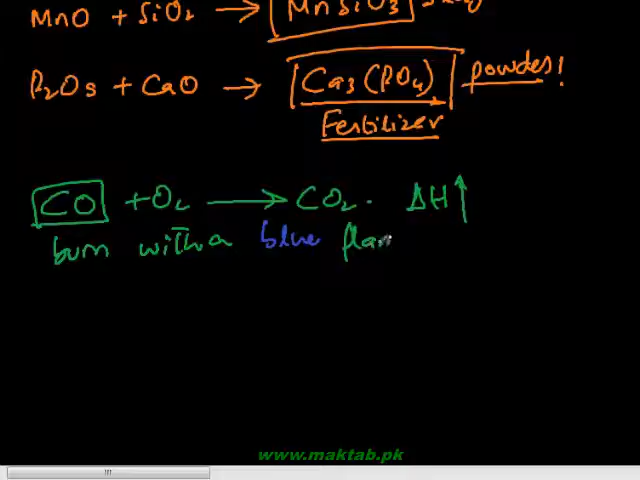 MnO + SiO₂ → MnSiO₃
P₂O₅ + CaO → Ca₃(PO₄) powder!
Fertilizer
CO + O₂ → CO₂. ΔH↑
burn with a blue flam
www.maktab.pk